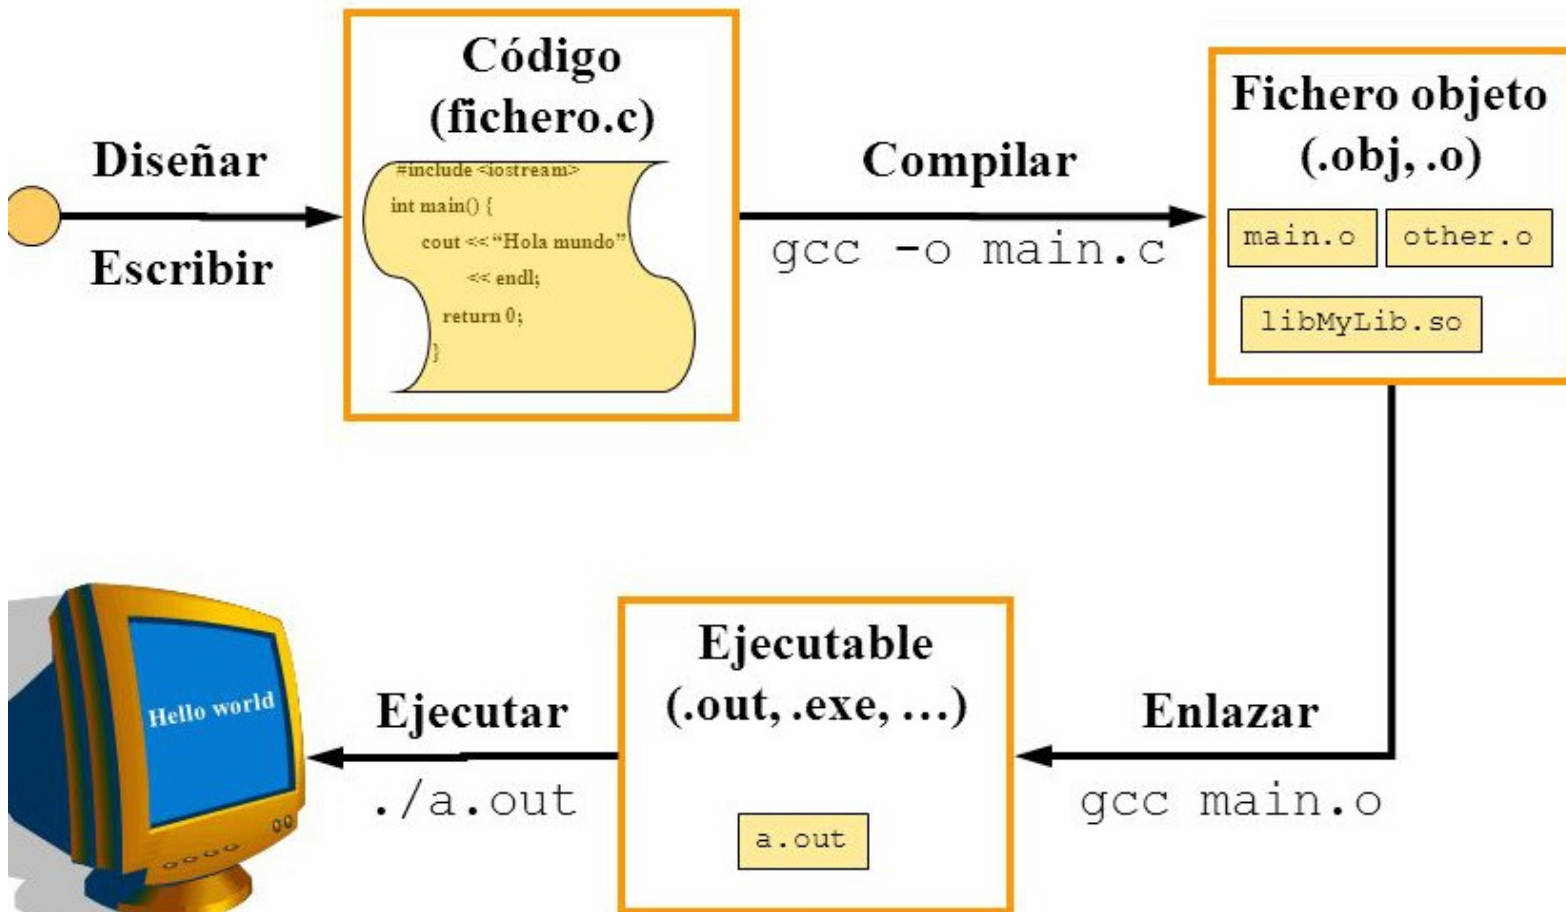 Diseñar
Escribir
Código
(fichero.c)
#include <iostream>
int main() {
cout << “Hola mundo”
<< endl;
return 0;
}
Compilar
gcc -o main.c
Fichero objeto
(.obj, .o)
main.o
other.o
libMyLib.so
Enlazar
gcc main.o
Ejecutable
(.out, .exe, …)
a.out
Ejecutar
./a.out
Hello world